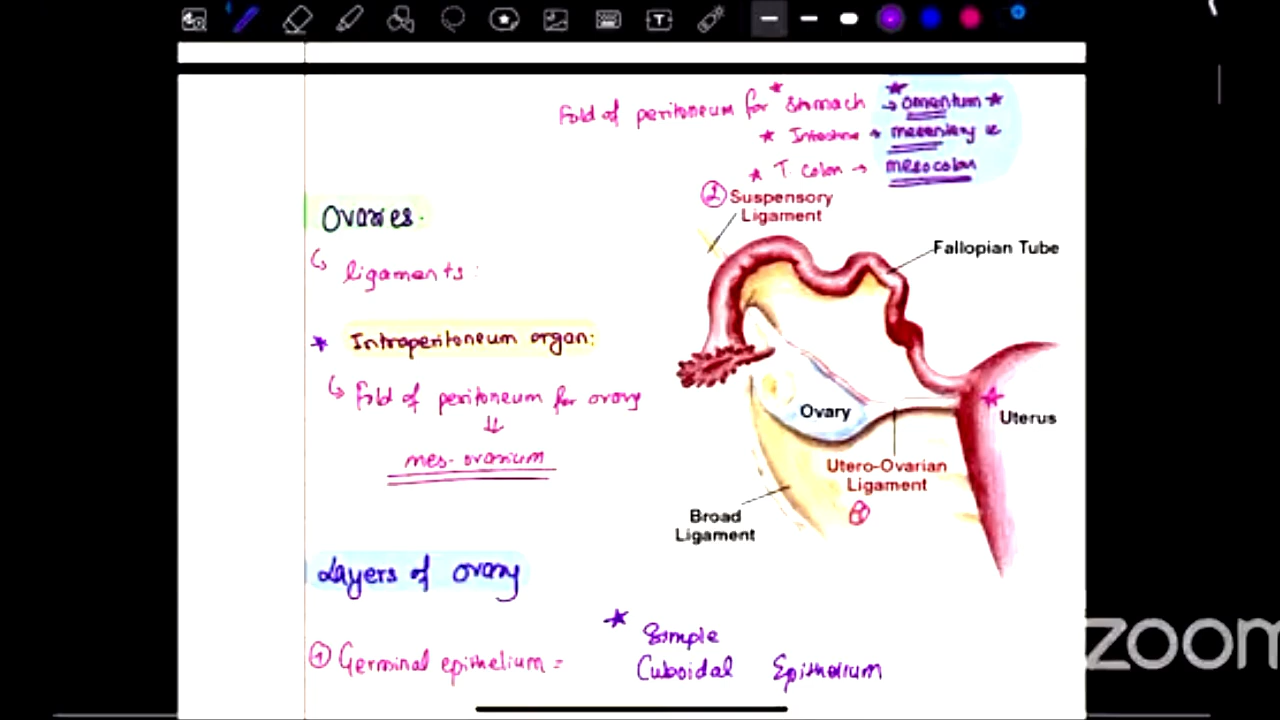 Fold of peritoneum for Stomach → omentum
Intestine → mesentery
T. Colon → mesocolon
Ovaries.
ligaments:
Intraperitoneum organ:
Fold of peritoneum for ovary
mes-ovarium
Layers of ovary
① Germinal epithelium =
Simple
Cuboidal Epithelium
Suspensory
Ligament
Fallopian Tube
Ovary
Uterus
Utero-Ovarian
Ligament
Broad
Ligament
T
zoom